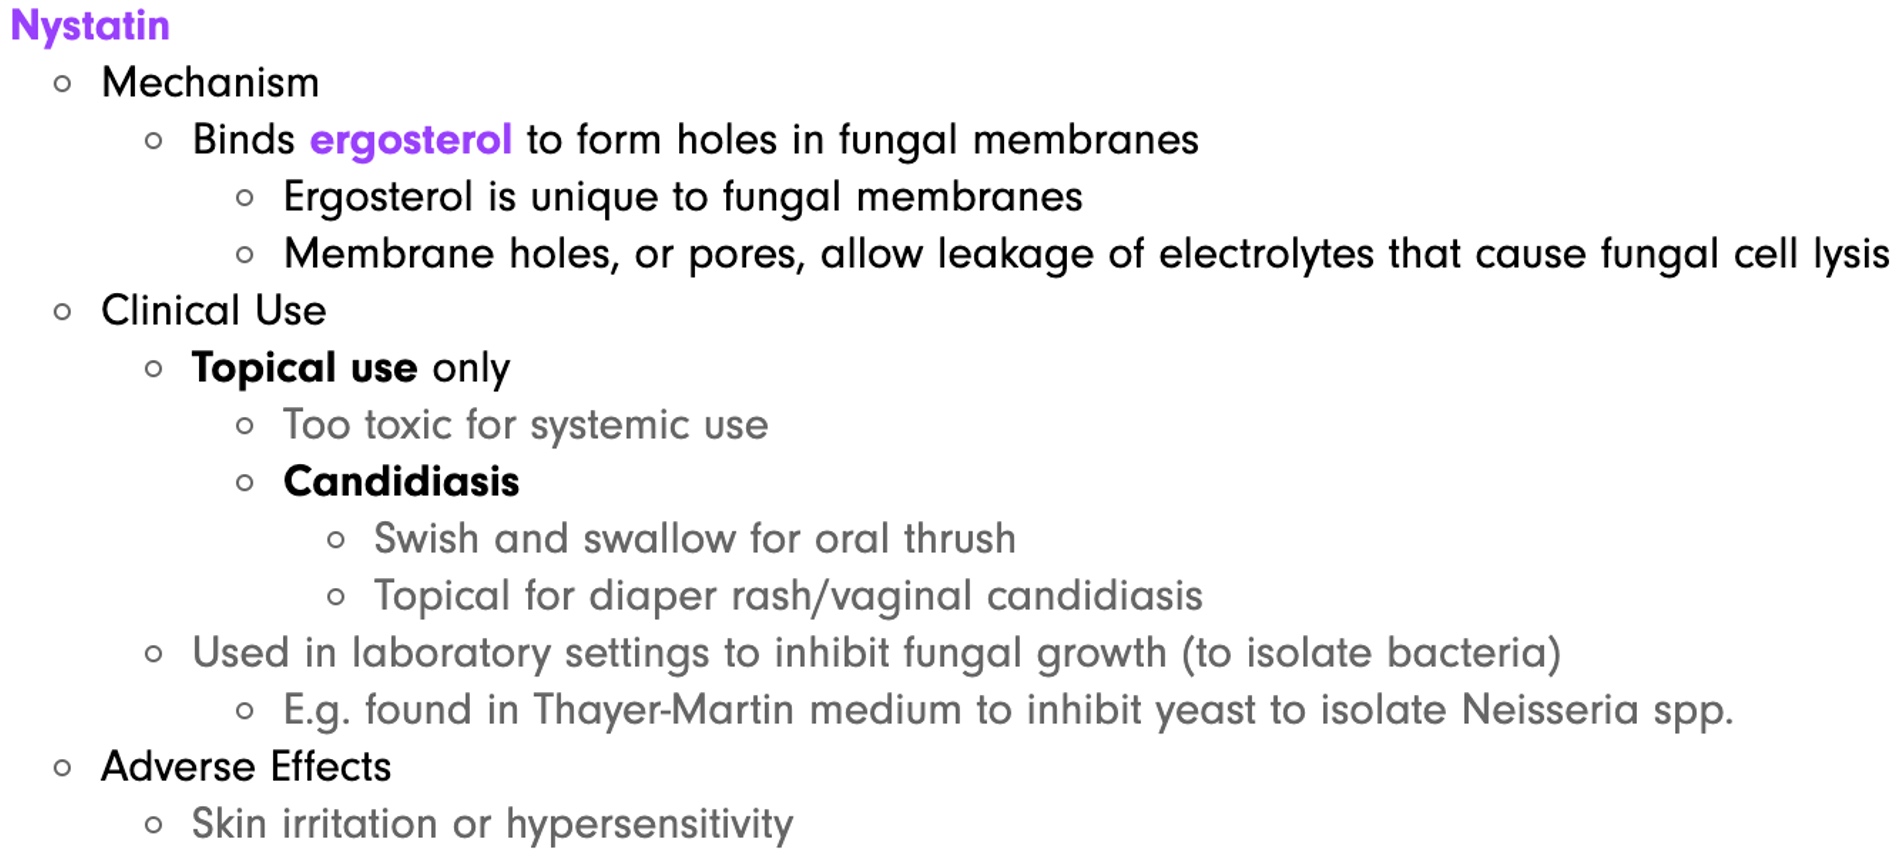 Nystatin
Mechanism
Binds ergosterol to form holes in fungal membranes
Ergosterol is unique to fungal membranes
Membrane holes, or pores, allow leakage of electrolytes that cause fungal cell lysis
Clinical Use
Topical use only
Too toxic for systemic use
Candidiasis
Swish and swallow for oral thrush
Topical for diaper rash/vaginal candidiasis
Used in laboratory settings to inhibit fungal growth (to isolate bacteria)
E.g. found in Thayer-Martin medium to inhibit yeast to isolate Neisseria spp.
Adverse Effects
Skin irritation or hypersensitivity